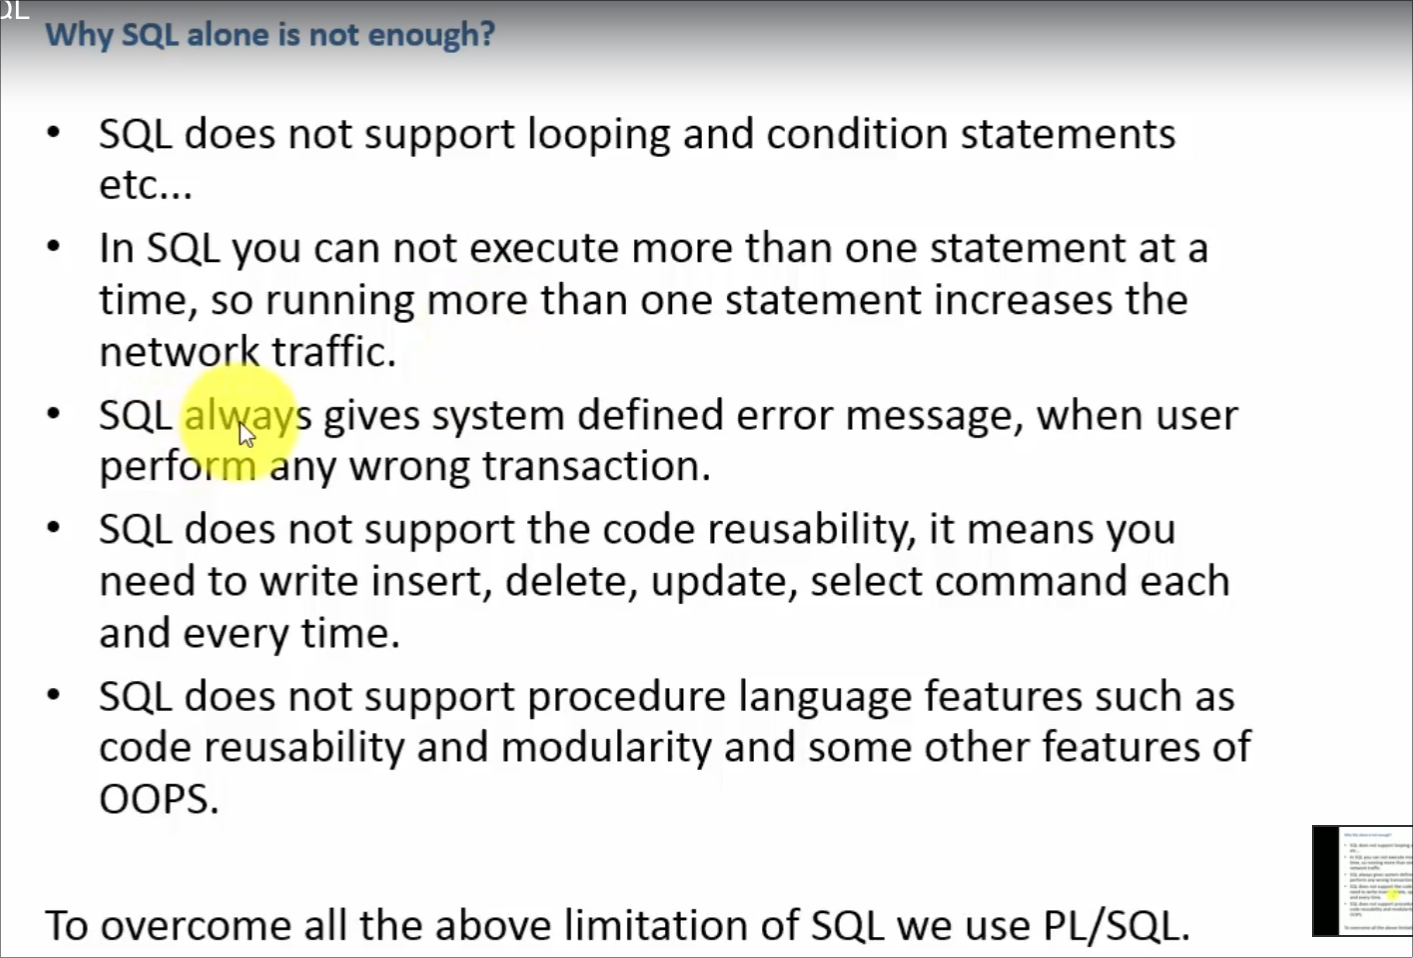 QL
Why SQL alone is not enough?
• SQL does not support looping and condition statements
etc...
• In SQL you can not execute more than one statement at a
time, so running more than one statement increases the
network traffic.
• SQL always gives system defined error message, when user
perform any wrong transaction.
• SQL does not support the code reusability, it means you
need to write insert, delete, update, select command each
and every time.
• SQL does not support procedure language features such as
code reusability and modularity and some other features of
OOPS.
To overcome all the above limitation of SQL we use PL/SQL.